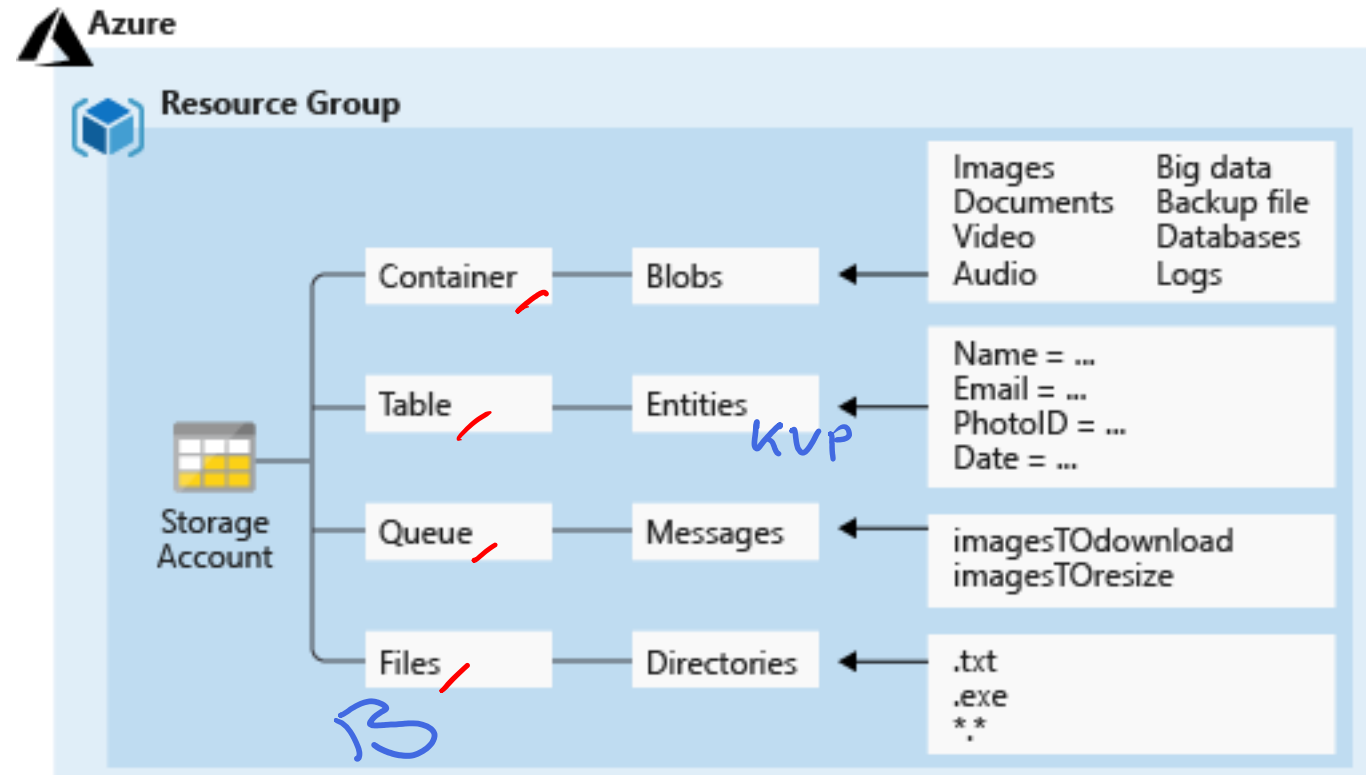 Azure
Resource Group
Images Big data
Documents Backup file
Video Databases
Audio Logs
Container Blobs
Name = ...
Email = ...
PhotoID = ...
Date = ...
Table Entities
KVP
Storage
Account
Queue Messages
imagesTOdownload
imagesTOresize
Files Directories
.txt
.exe
*.*